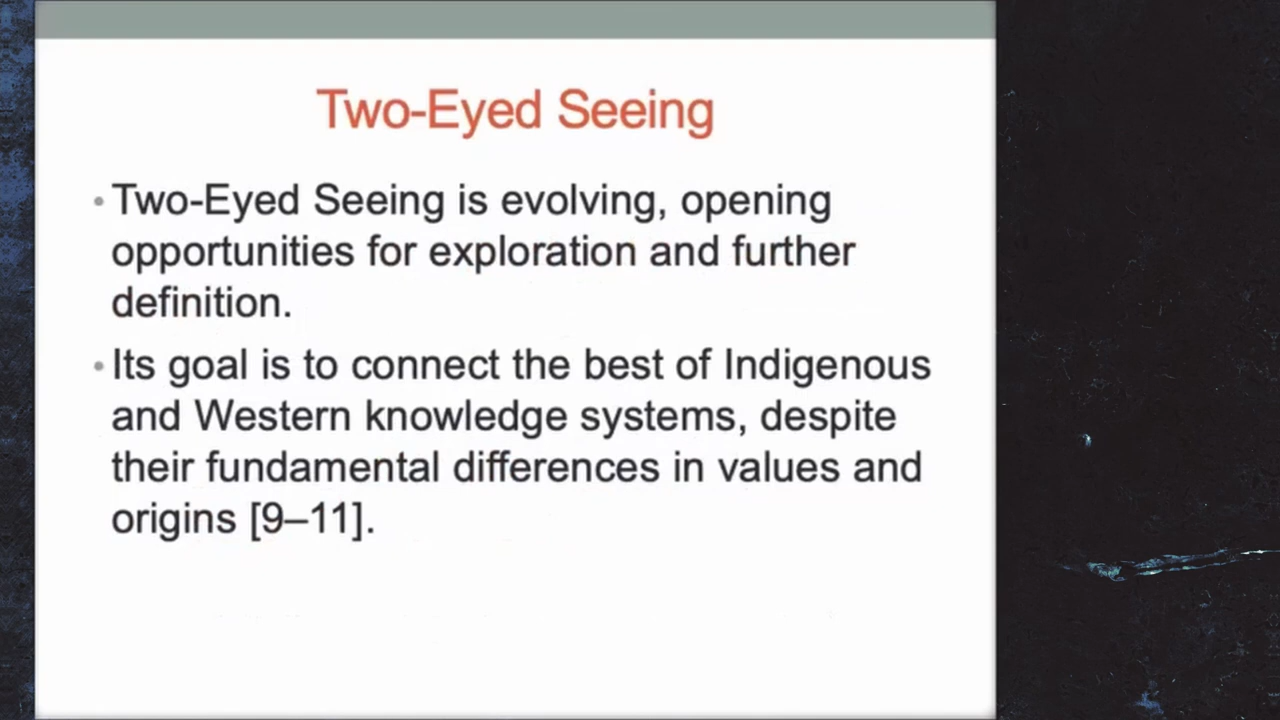 Two-Eyed Seeing
• Two-Eyed Seeing is evolving, opening
opportunities for exploration and further
definition.
• Its goal is to connect the best of Indigenous
and Western knowledge systems, despite
their fundamental differences in values and
origins [9–11].